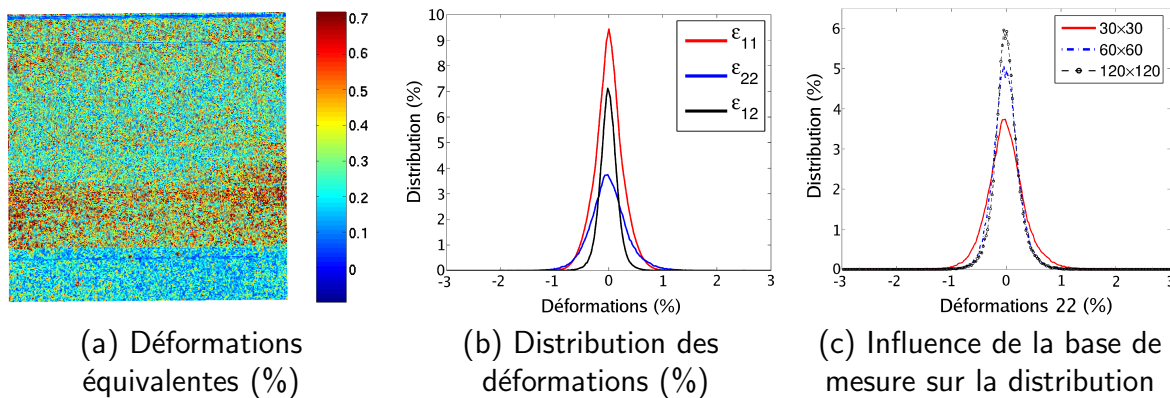 0.7
0.6
0.5
0.4
0.3
0.2
0.1
0
(a) Déformations
équivalentes (%)
10
9
8
7
6
5
4
3
2
1
0
Distribution (%)
ε11
ε22
ε12
-3 -2 -1 0 1 2 3
Déformations (%)
(b) Distribution des
déformations (%)
6
5
4
3
2
1
0
Distribution (%)
30×30
60×60
120×120
-3 -2 -1 0 1 2 3
Déformations 22 (%)
(c) Influence de la base de
mesure sur la distribution